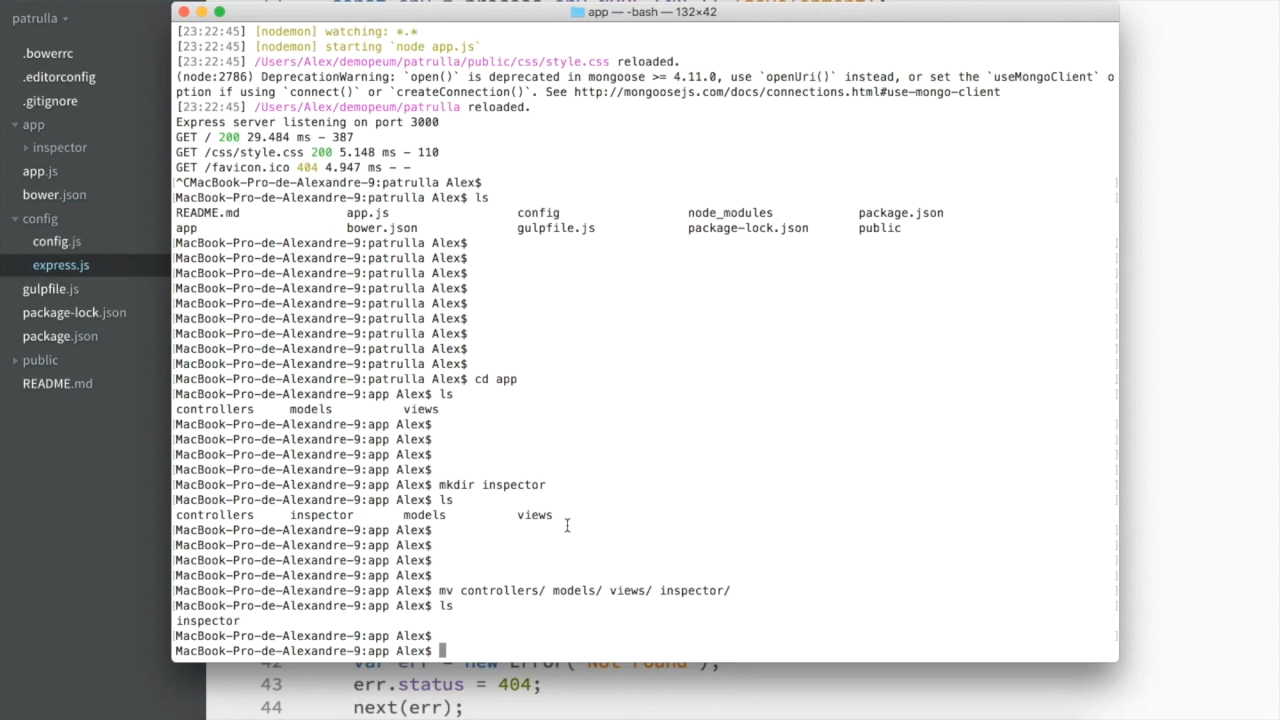 patrulla
.bowerrc
.editorconfig
.gitignore
app
inspector
app.js
bower.json
config
config.js
express.js
gulpfile.js
package-lock.json
package.json
public
README.md
app — -bash — 132×42
[23:22:45] [nodemon] watching: *.*
[23:22:45] [nodemon] starting `node app.js`
[23:22:45] /Users/Alex/demopeum/patrulla/public/css/style.css reloaded.
(node:2786) DeprecationWarning: `open()` is deprecated in mongoose >= 4.11.0, use `openUri()` instead, or set the `useMongoClient` o
ption if using `connect()` or `createConnection()`. See http://mongoosejs.com/docs/connections.html#use-mongo-client
[23:22:45] /Users/Alex/demopeum/patrulla reloaded.
Express server listening on port 3000
GET / 200 29.484 ms - 387
GET /css/style.css 200 5.148 ms - 110
GET /favicon.ico 404 4.947 ms - -
^CMacBook-Pro-de-Alexandre-9:patrulla Alex$
MacBook-Pro-de-Alexandre-9:patrulla Alex$ ls
README.md app.js config node_modules package.json
app bower.json gulpfile.js package-lock.json public
MacBook-Pro-de-Alexandre-9:patrulla Alex$
MacBook-Pro-de-Alexandre-9:patrulla Alex$
MacBook-Pro-de-Alexandre-9:patrulla Alex$
MacBook-Pro-de-Alexandre-9:patrulla Alex$
MacBook-Pro-de-Alexandre-9:patrulla Alex$
MacBook-Pro-de-Alexandre-9:patrulla Alex$
MacBook-Pro-de-Alexandre-9:patrulla Alex$
MacBook-Pro-de-Alexandre-9:patrulla Alex$
MacBook-Pro-de-Alexandre-9:patrulla Alex$
MacBook-Pro-de-Alexandre-9:patrulla Alex$ cd app
MacBook-Pro-de-Alexandre-9:app Alex$ ls
controllers models views
MacBook-Pro-de-Alexandre-9:app Alex$
MacBook-Pro-de-Alexandre-9:app Alex$
MacBook-Pro-de-Alexandre-9:app Alex$
MacBook-Pro-de-Alexandre-9:app Alex$
MacBook-Pro-de-Alexandre-9:app Alex$ mkdir inspector
MacBook-Pro-de-Alexandre-9:app Alex$ ls
controllers inspector models views
MacBook-Pro-de-Alexandre-9:app Alex$
MacBook-Pro-de-Alexandre-9:app Alex$
MacBook-Pro-de-Alexandre-9:app Alex$
MacBook-Pro-de-Alexandre-9:app Alex$
MacBook-Pro-de-Alexandre-9:app Alex$ mv controllers/ models/ views/ inspector/
MacBook-Pro-de-Alexandre-9:app Alex$ ls
inspector
MacBook-Pro-de-Alexandre-9:app Alex$
MacBook-Pro-de-Alexandre-9:app Alex$
42 var err = new Error('Not Found');
43 err.status = 404;
44 next(err);